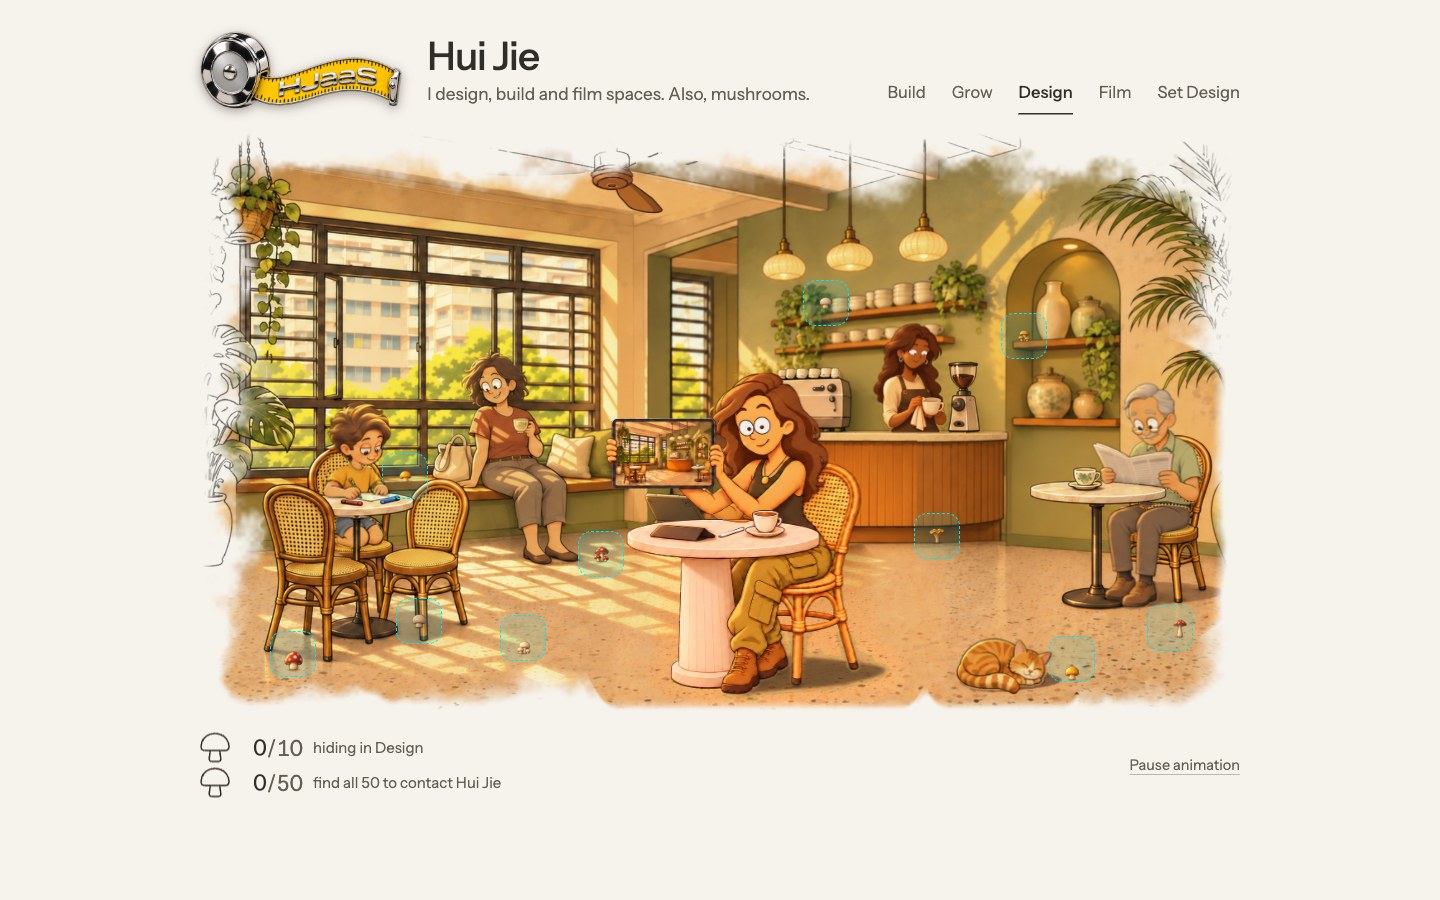 HJaaS
Hui Jie
I design, build and film spaces. Also, mushrooms.
Build Grow Design Film Set Design
0/10 hiding in Design
0/50 find all 50 to contact Hui Jie
Pause animation